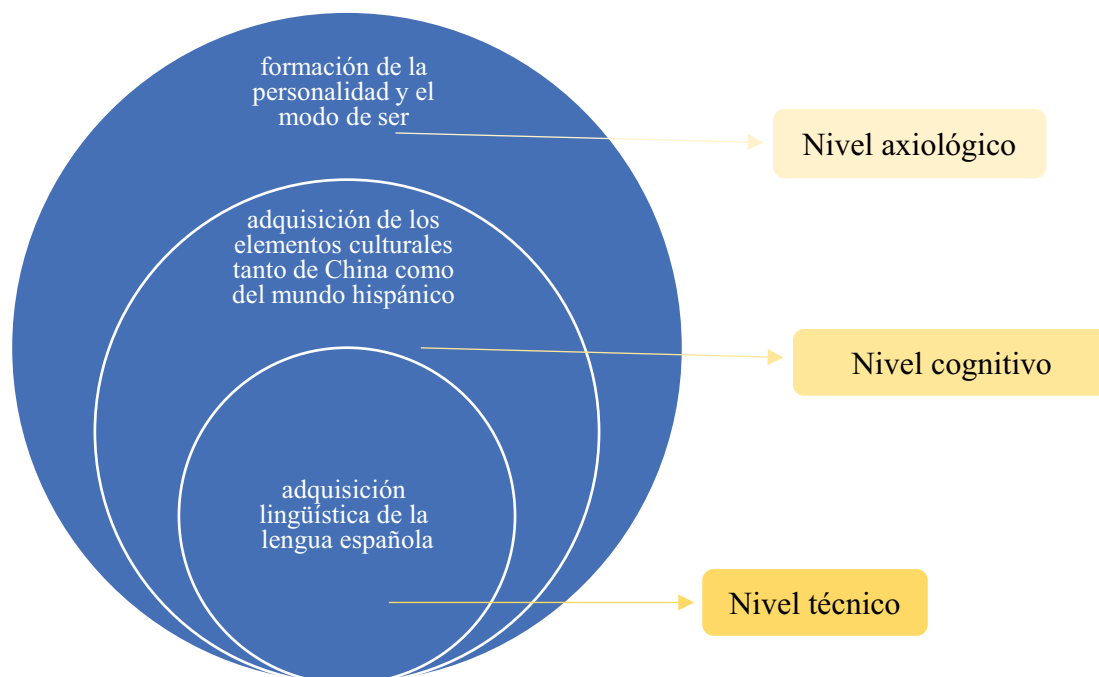 formación de la
personalidad y el
modo de ser
Nivel axiológico
adquisición de los
elementos culturales
tanto de China como
del mundo hispánico
Nivel cognitivo
adquisición
lingüística de la
lengua española
Nivel técnico